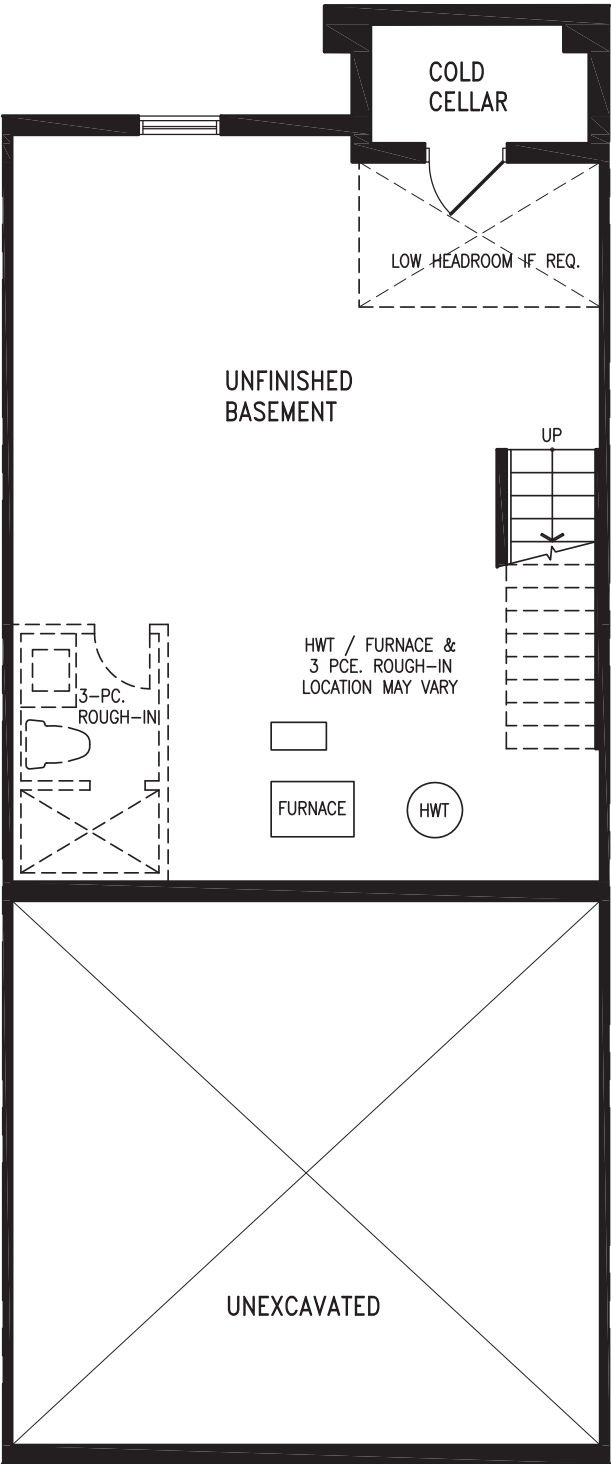 COLD
CELLAR
LOW HEADROOM IF REQ.
UNFINISHED
BASEMENT
UP
HWT / FURNACE &
3 PCE. ROUGH-IN
LOCATION MAY VARY
3-PC.
ROUGH-IN
FURNACE
HWT
UNEXCAVATED